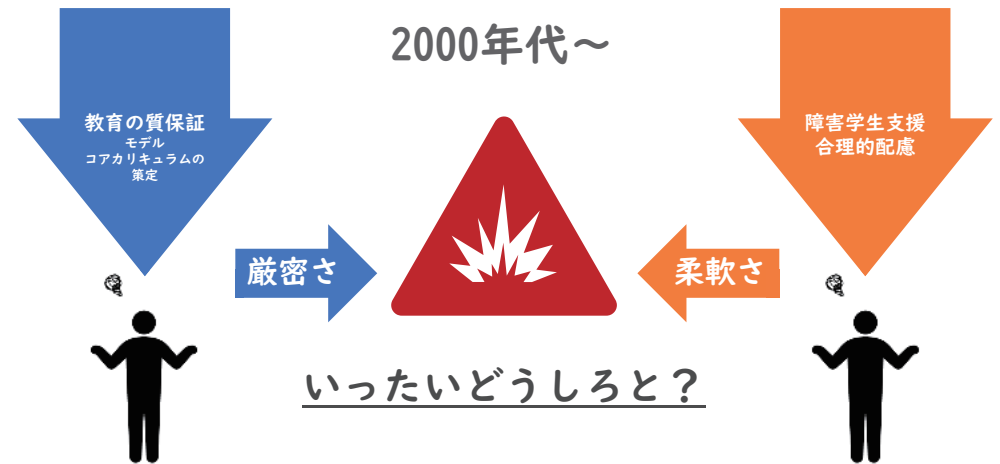 2000年代～
教育の質保証
モデル
コアカリキュラムの
策定
障害学生支援
合理的配慮
厳密さ
柔軟さ
いったいどうしろと？